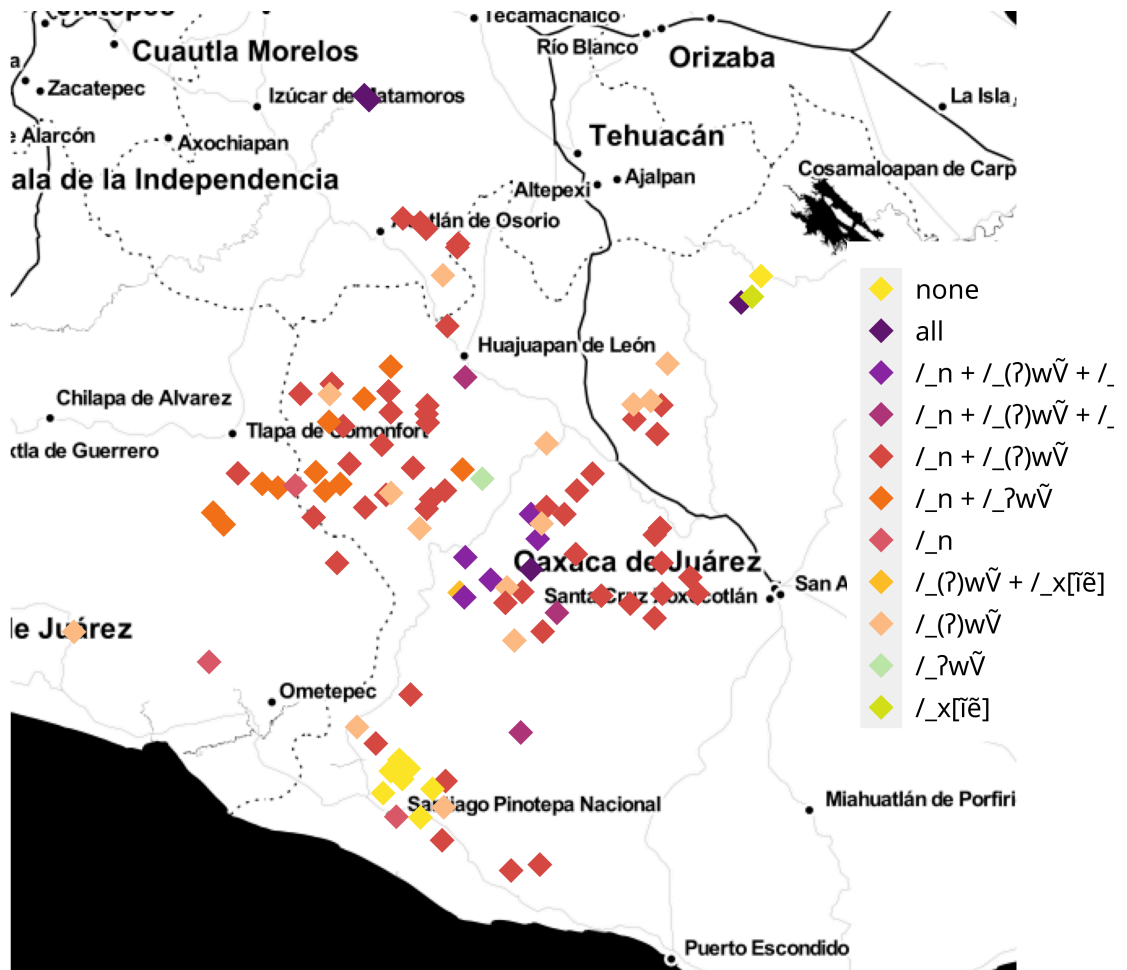 Tecamachalco
Cuautla Morelos
Río Blanco
Orizaba
Zacatepec
Izúcar de Matamoros
La Isla
e Alarcón
Axochiapan
Tehuacán
Cosamaloapan de Carp
ala de la Independencia
Altepexi
Ajalpan
tlán de Osorio
none
all
/_n + /_(ʔ)wṼ + /_
/_n + /_(ʔ)wṼ + /_
/_n + /_(ʔ)wṼ
/_n + /_ʔwṼ
/_n
/_(ʔ)wṼ + /_x[ĩẽ]
/_(ʔ)wṼ
/_ʔwṼ
/_x[ĩẽ]
Huajuapan de León
Chilapa de Alvarez
Tlapa de Comonfort
xtla de Guerrero
Oaxaca de Juárez
San A
Santa Cruz Xoxocotlán
le Juárez
Ometepec
Santiago Pinotepa Nacional
Miahuatlán de Porfiri
Puerto Escondido